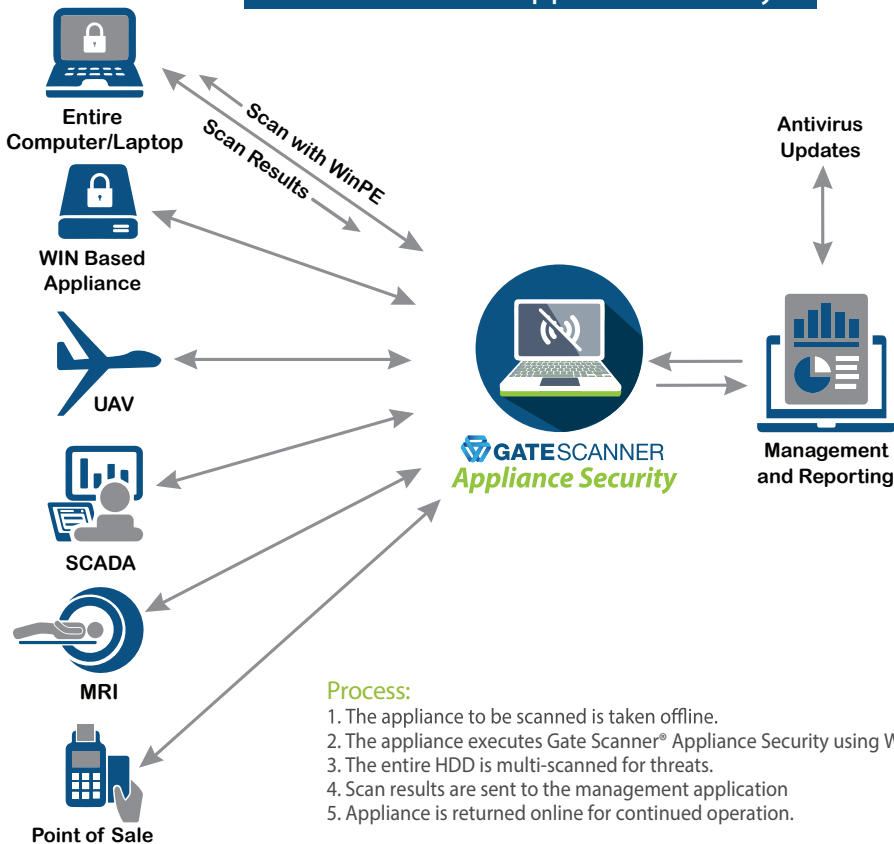 Entire
Computer/Laptop
Scan with WinPE
Scan Results
WIN Based
Appliance
UAV
SCADA
MRI
Point of Sale
GATESCANNER
Appliance Security
Antivirus
Updates
Management
and Reporting
Process:
1. The appliance to be scanned is taken offline.
2. The appliance executes Gate Scanner® Appliance Security using
3. The entire HDD is multi-scanned for threats.
4. Scan results are sent to the management application
5. Appliance is returned online for continued operation.